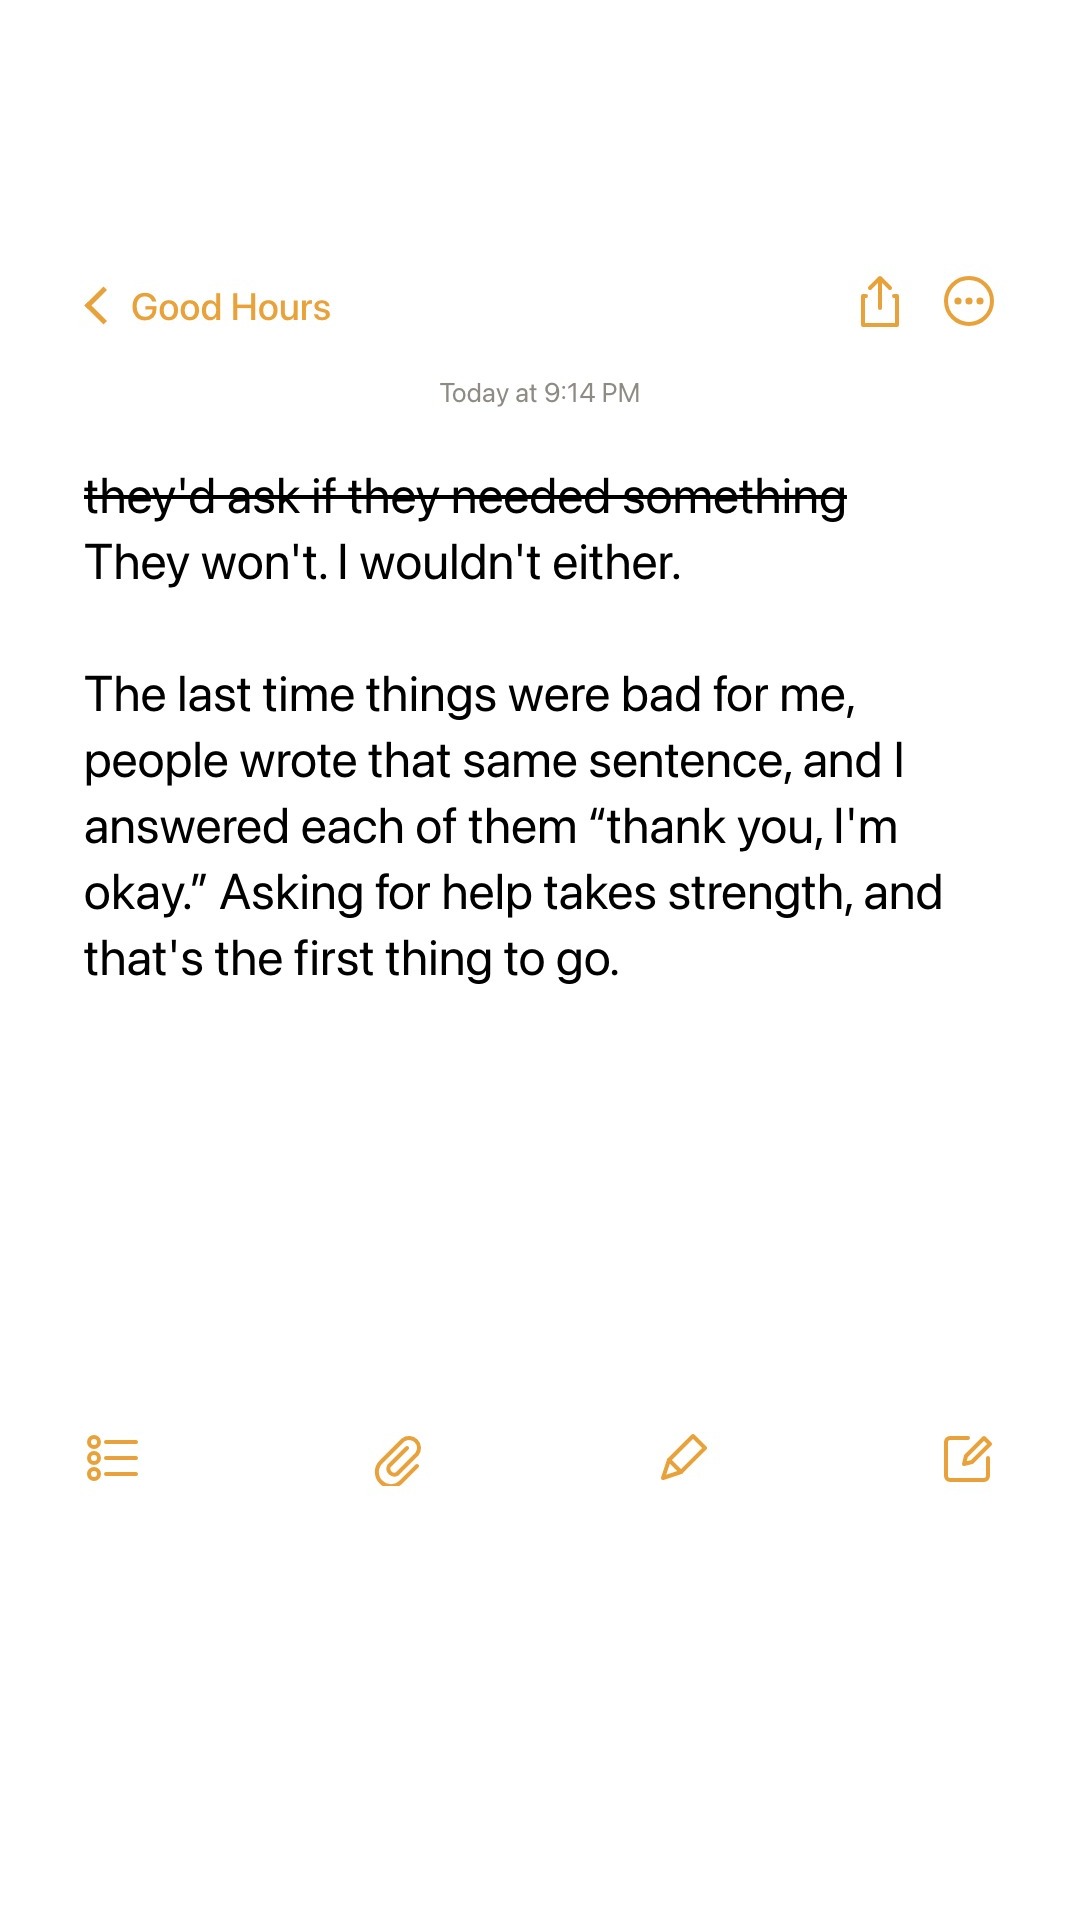 Good Hours
Today at 9:14 PM
they'd ask if they needed something
They won't. I wouldn't either.
The last time things were bad for me,
people wrote that same sentence, and I
answered each of them “thank you, I'm
okay.” Asking for help takes strength, and
that's the first thing to go.